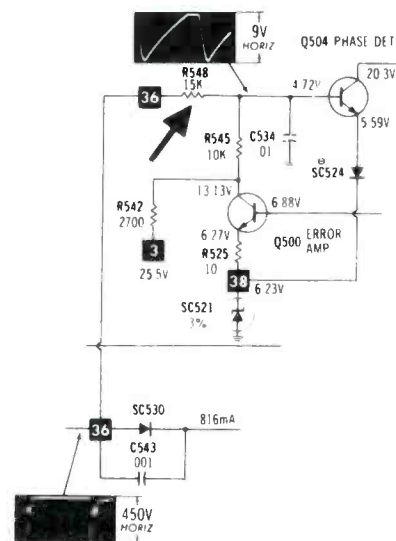 9V
HORIZ
Q504 PHASE DET
20.3V
R548
15K
36
4.72V
5.59V
R545
10K
C534
.01
SC524
R542
2700
13.13V
6.88V
Q500 ERROR
AMP
6.27V
R525
10
3
25.5V
38
6.23V
SC521
3%
SC530
36
816mA
C543
.001
450V
HORIZ